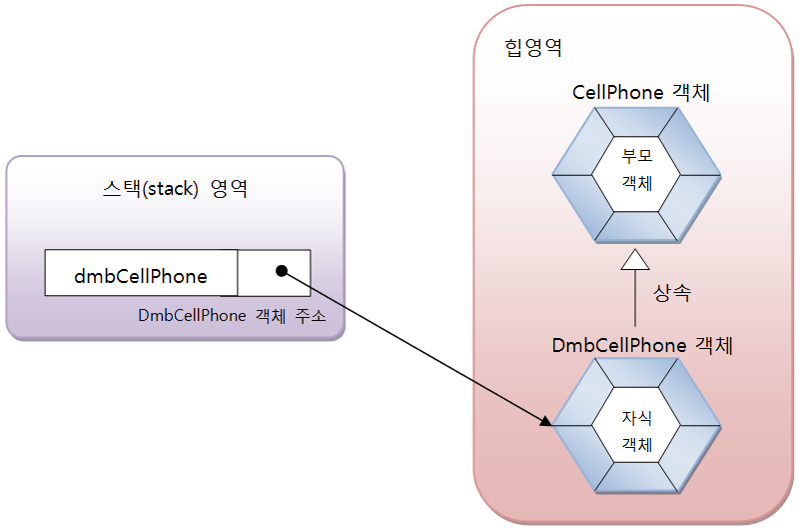 힙영역
CellPhone 객체
부모
객체
스택(stack) 영역
dmbCellPhone
DmbCellPhone 객체 주소
상속
DmbCellPhone 객체
자식
객체